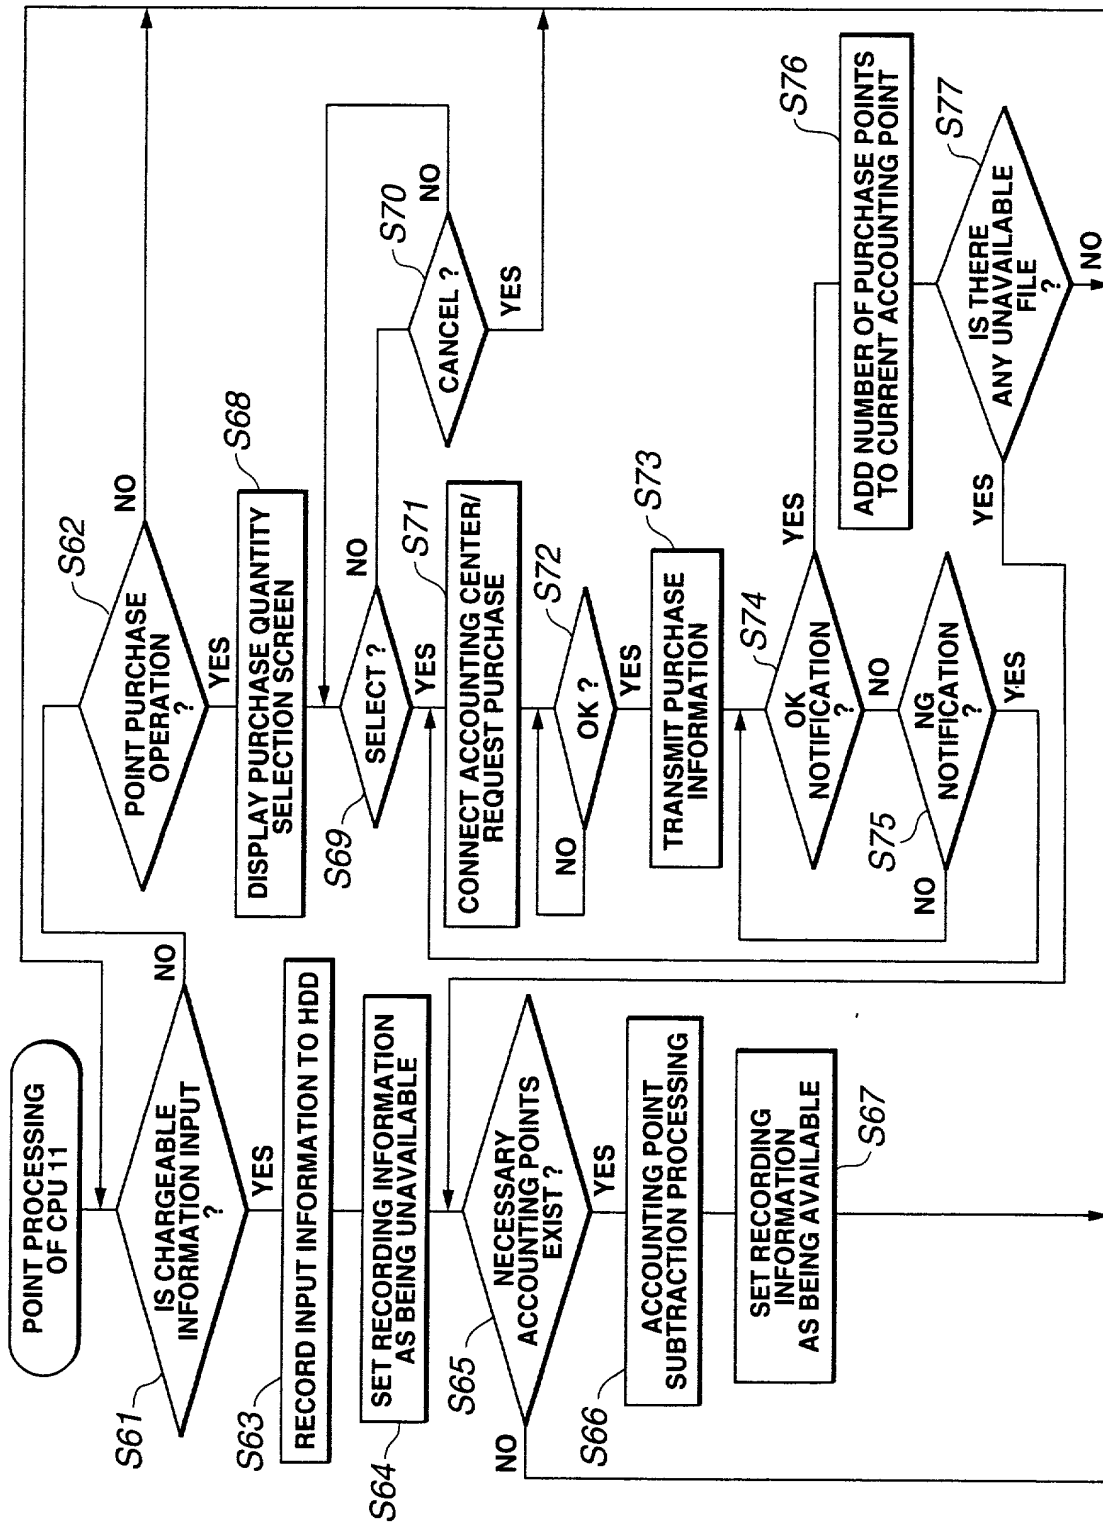 POINT PROCESSING
OF CPU 11
S61
IS CHARGEABLE
INFORMATION INPUT
?
NO
YES
S63
RECORD INPUT INFORMATION TO HDD
S64
SET RECORDING INFORMATION
AS BEING UNAVAILABLE
S65
NECESSARY
ACCOUNTING POINTS
EXIST ?
NO
YES
S66
ACCOUNTING POINT
SUBTRACTION PROCESSING
SET RECORDING
INFORMATION
AS BEING AVAILABLE
S67
S62
POINT PURCHASE
OPERATION
?
NO
YES
S68
DISPLAY PURCHASE QUANTITY
SELECTION SCREEN
S69
SELECT ?
NO
YES
S70
CANCEL ?
NO
YES
S71
CONNECT ACCOUNTING CENTER/
REQUEST PURCHASE
S72
OK ?
NO
YES
S73
TRANSMIT PURCHASE
INFORMATION
S74
OK
NOTIFICATION
?
YES
NO
S75
NG
NOTIFICATION
?
NO
YES
S76
ADD NUMBER OF PURCHASE POINTS
TO CURRENT ACCOUNTING POINT
S77
IS THERE
ANY UNAVAILABLE
FILE
?
YES
NO